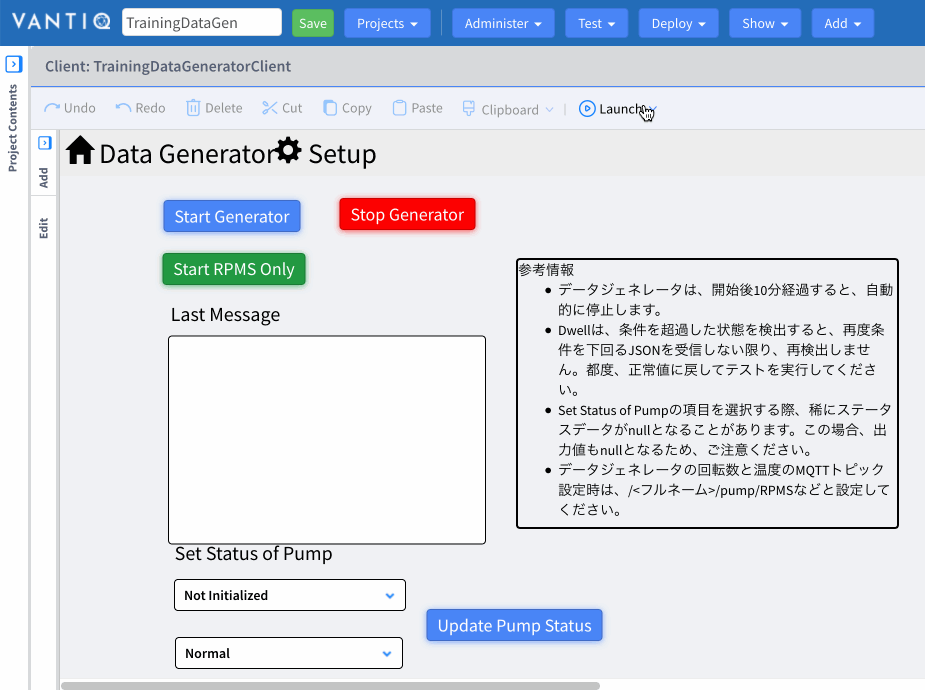 VANTIQ TrainingDataGen Save Projects Administer Test Deploy Show Add
Client: TrainingDataGeneratorClient
Undo Redo Delete Cut Copy Paste Clipboard | Launch
Project Contents
Add
Edit
Data Generator Setup
Start Generator Stop Generator
Start RPMS Only
Last Message
参考情報
データジェネレータは、開始後10分経過すると、自動
的に停止します。
Dwellは、条件を超過した状態を検出すると、再度条
件を下回るJSONを受信しない限り、再検出しませ
ん。都度、正常値に戻してテストを実行してくださ
い。
Set Status of Pumpの項目を選択する際、稀にステータ
スデータがnullとなることがあります。この場合、出
力値もnullとなるため、ご注意ください。
データジェネレータの回転数と温度のMQTTトピック
設定時は、/<フルネーム>/pump/RPMSなどと設定して
ください。
Set Status of Pump
Not Initialized
Update Pump Status
Normal